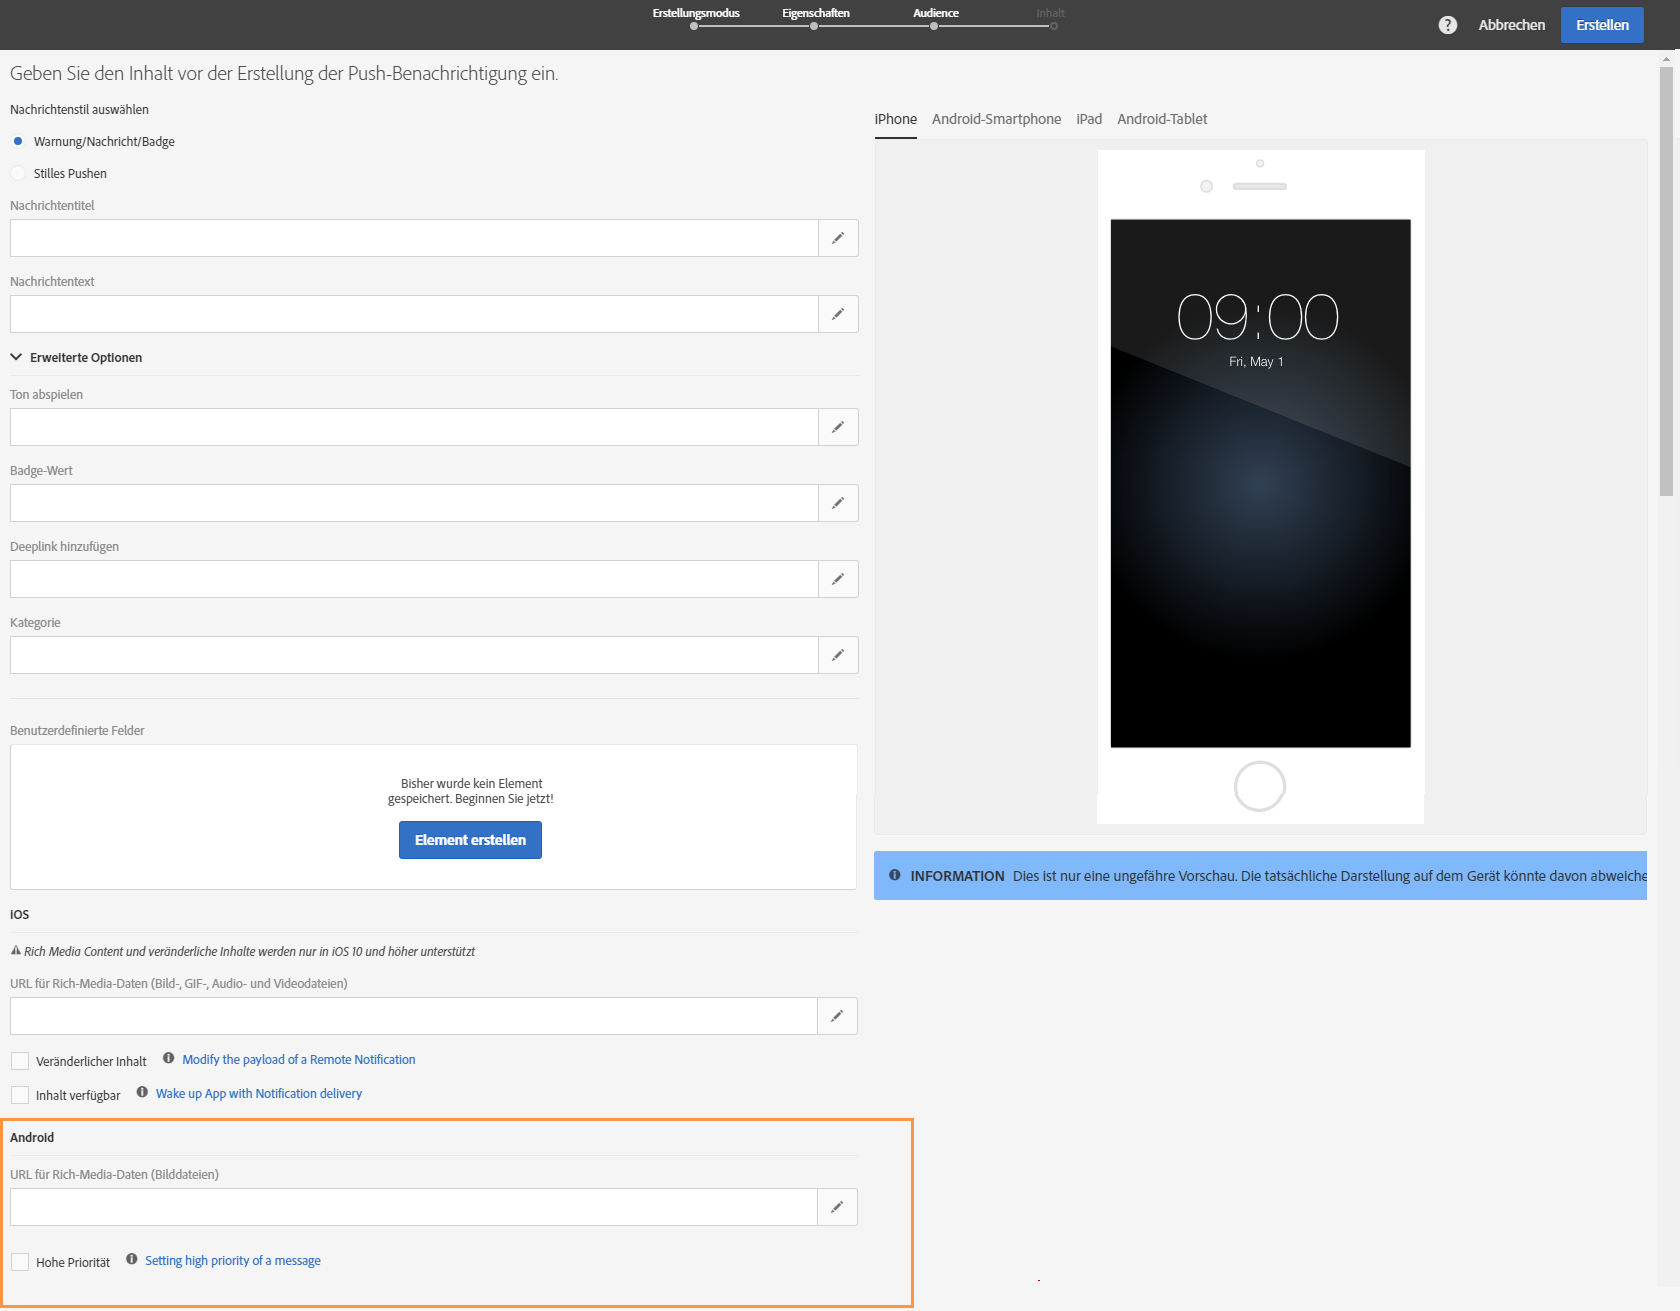 Erstellungsmodus
Eigenschaften
Audience
Inhalt
?
Abbrechen
Erstellen
Geben Sie den Inhalt vor der Erstellung der Push-Benachrichtigung ein.
Nachrichtenstil auswählen
Warnung/Nachricht/Badge
Stilles Pushen
Nachrichtentitel
Nachrichtentext
Erweiterte Optionen
Ton abspielen
Badge-Wert
Deeplink hinzufügen
Kategorie
Benutzerdefinierte Felder
Bisher wurde kein Element
gespeichert. Beginnen Sie jetzt!
Element erstellen
iOS
Rich Media Content und veränderliche Inhalte werden nur in iOS 10 und höher unterstützt
URL für Rich-Media-Daten (Bild-, GIF-, Audio- und Videodateien)
Veränderlicher Inhalt
Modify the payload of a Remote Notification
Inhalt verfügbar
Wake up App with Notification delivery
Android
URL für Rich-Media-Daten (Bilddateien)
Hohe Priorität
Setting high priority of a message
iPhone
Android-Smartphone
iPad
Android-Tablet
09:00
Fri, May 1
INFORMATION Dies ist nur eine ungefähre Vorschau. Die tatsächliche Darstellung auf dem Gerät könnte davon abweiche